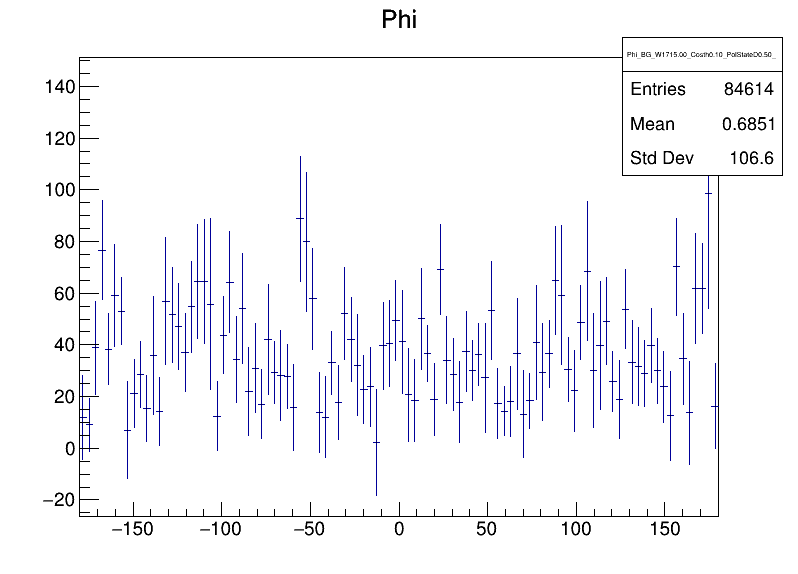 Phi
Phi_BG_W1715.00_Costh0.10_PolStateD0.50_
Entries 84614
Mean 0.6851
Std Dev 106.6
140
120
100
80
60
40
20
0
−20
−150 −100 −50 0 50 100 150